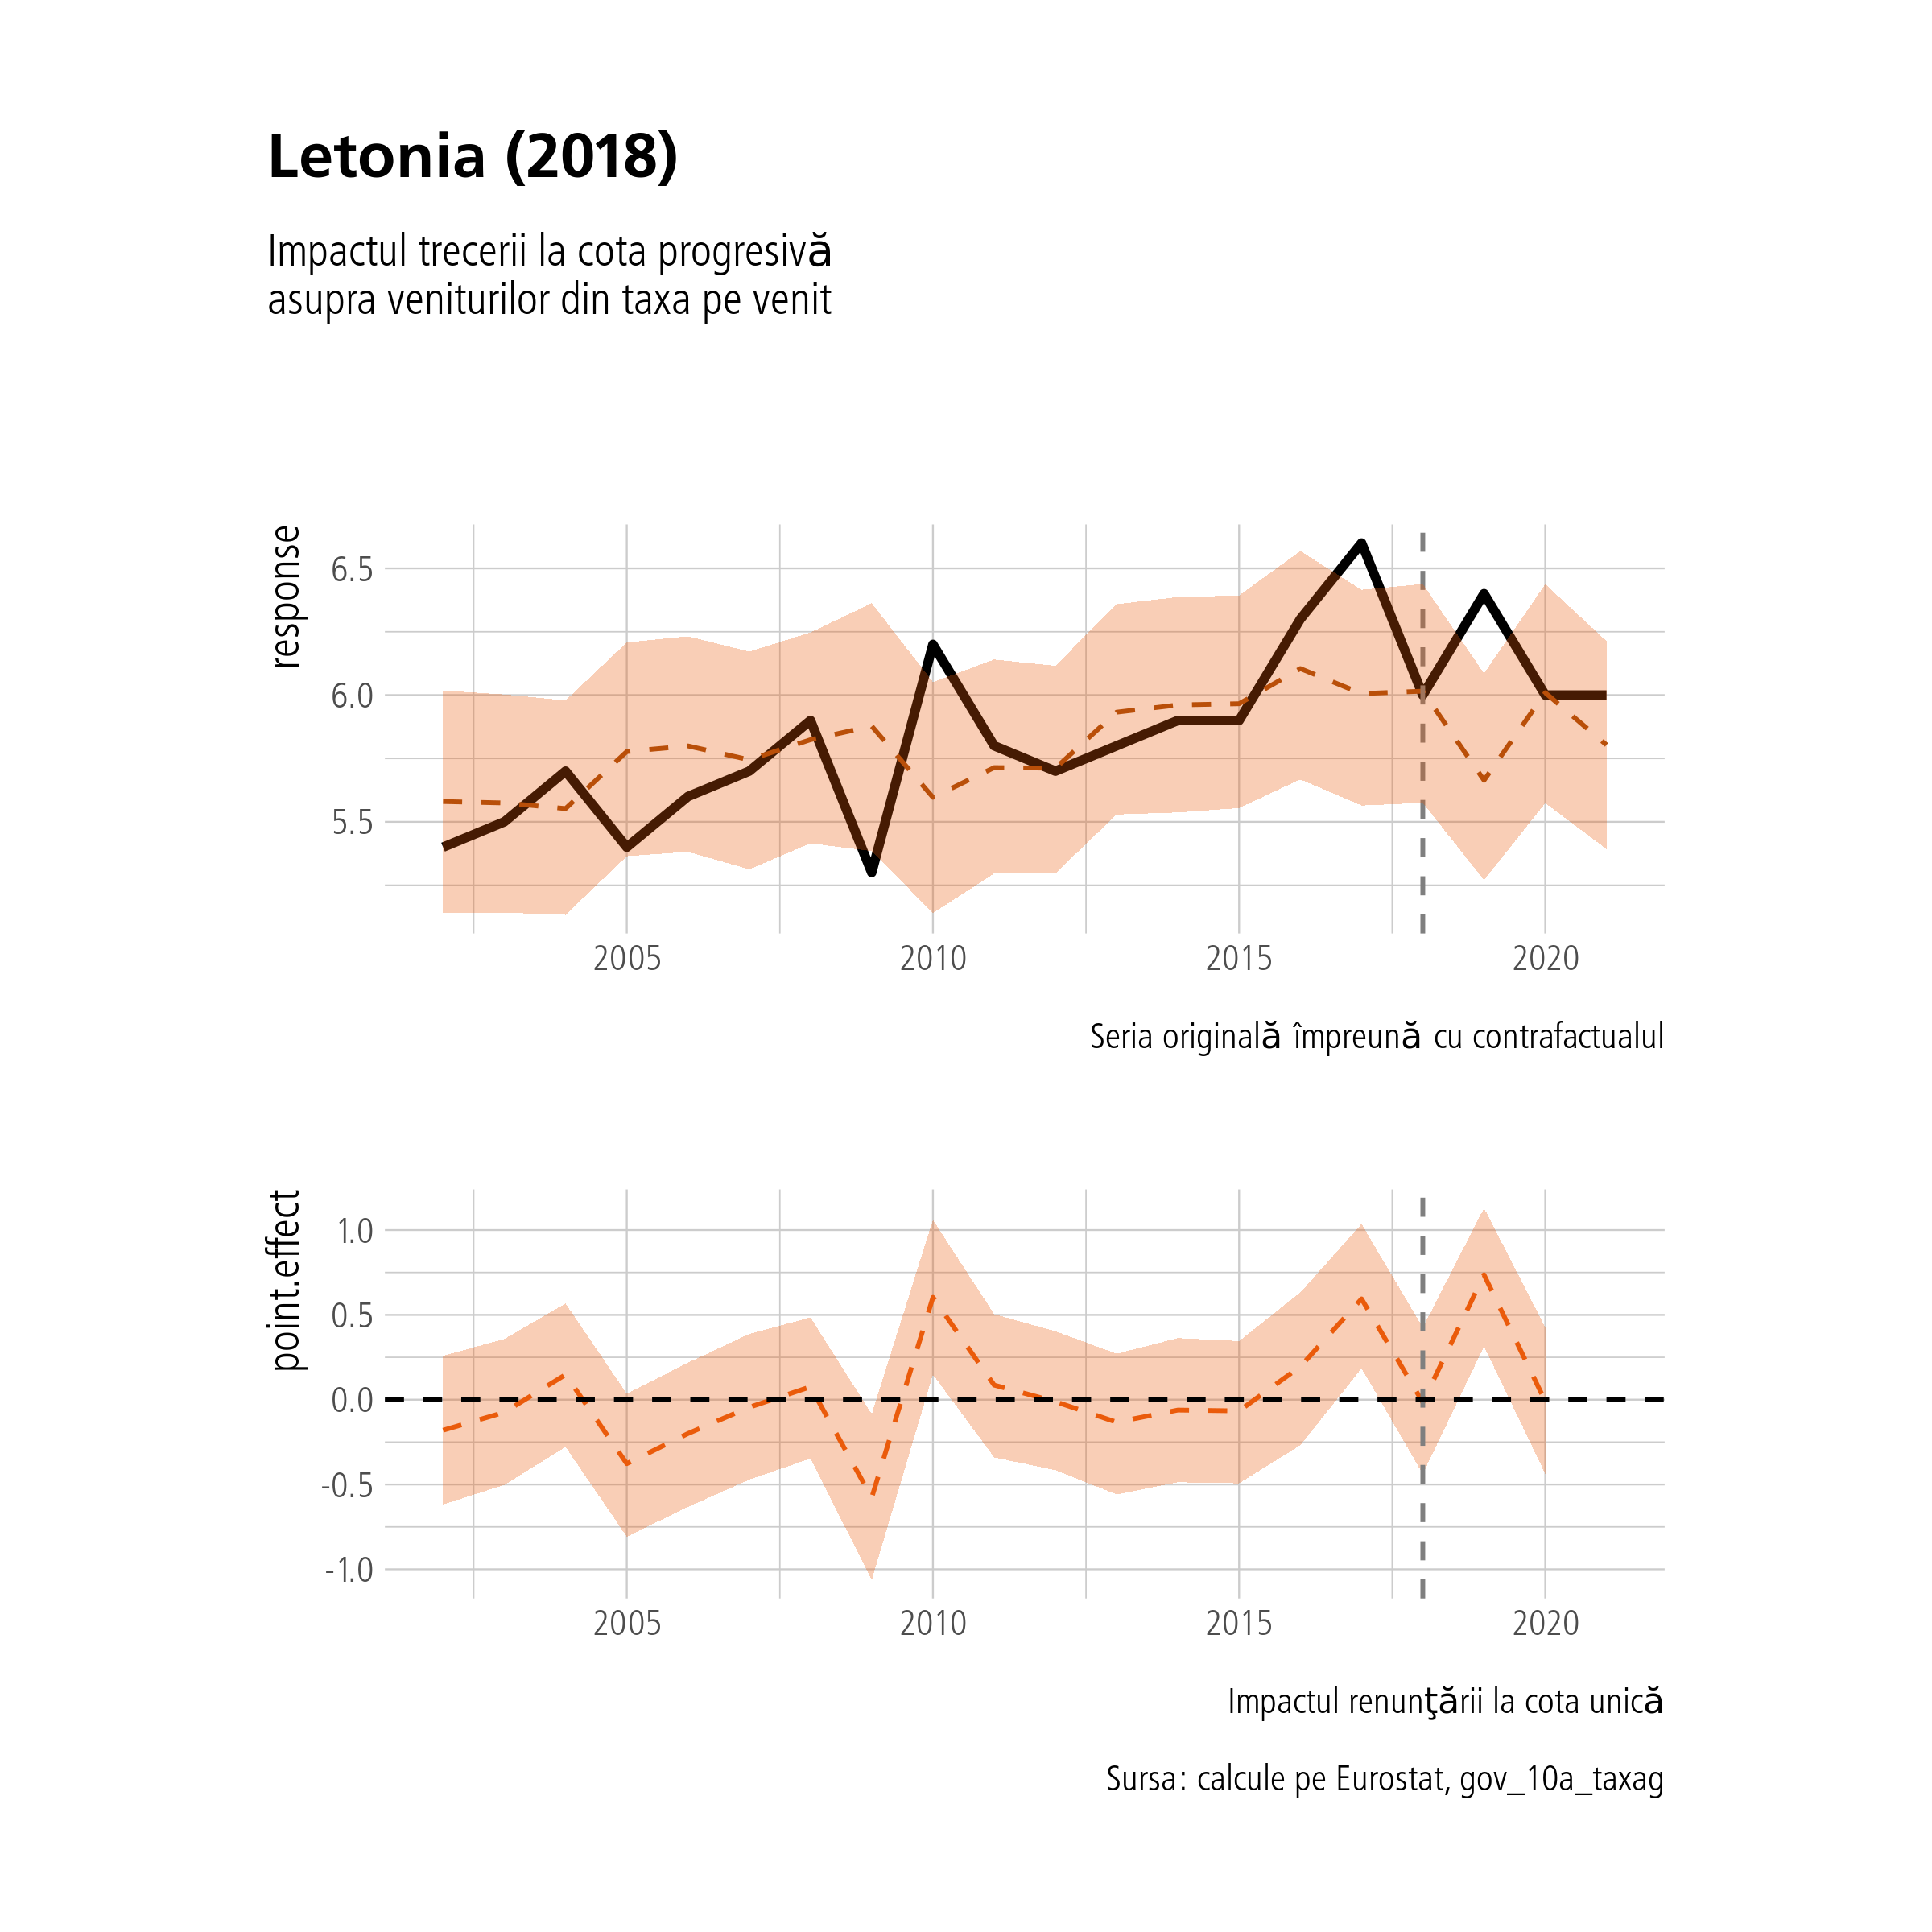 Letonia (2018)
Impactul trecerii la cota progresivă
asupra veniturilor din taxa pe venit
response
6.5
6.0
5.5
2005 2010 2015 2020
Seria originală împreună cu contrafactualul
point.effect
1.0
0.5
0.0
-0.5
-1.0
2005 2010 2015 2020
Impactul renunţării la cota unică
Sursa: calcule pe Eurostat, gov_10a_taxag